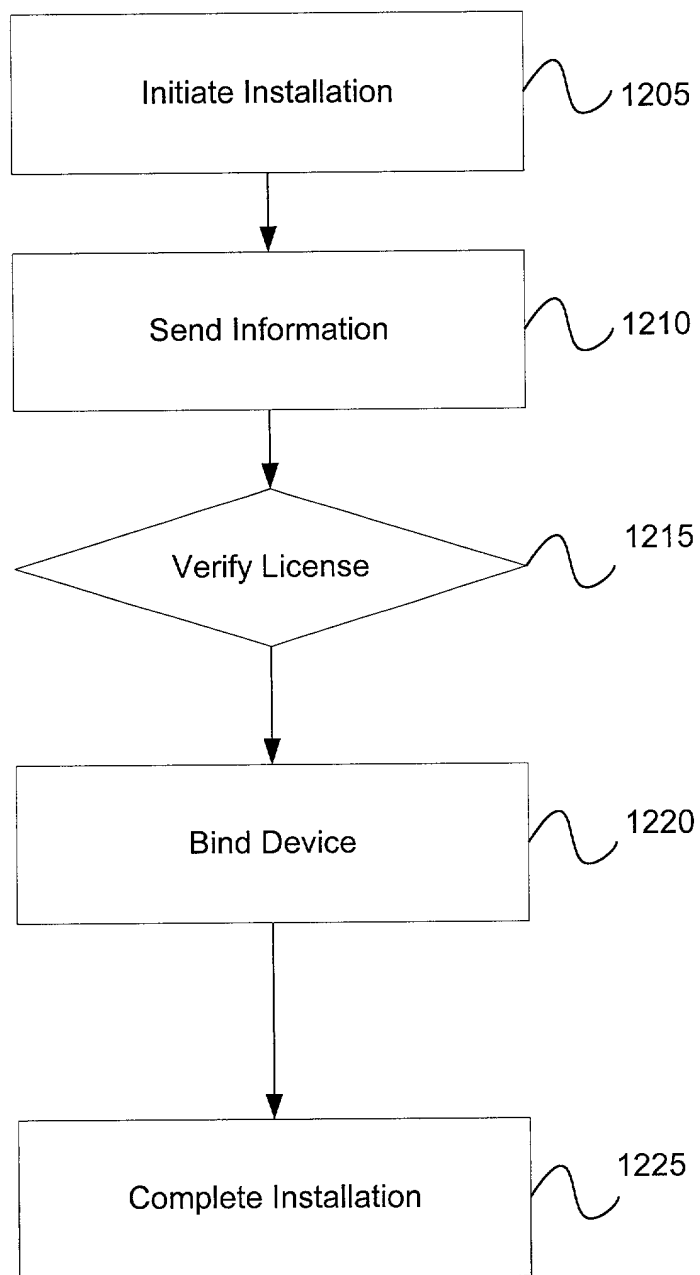 Initiate Installation
1205
Send Information
1210
Verify License
1215
Bind Device
1220
Complete Installation
1225